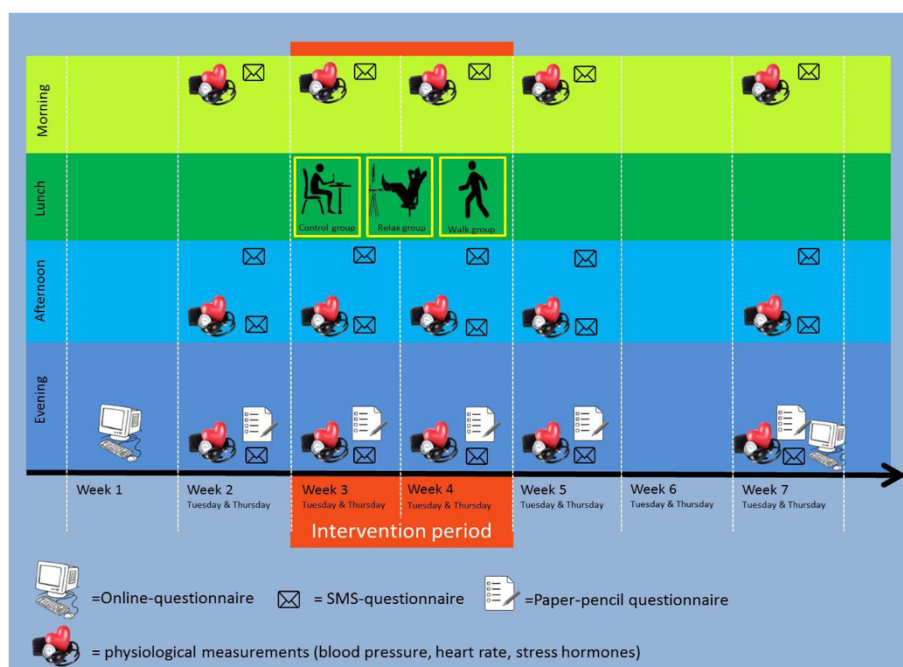 Morning
Lunch
Control group
Relax group
Walk group
Afternoon
Evening
Week 1
Week 2
Tuesday & Thursday
Week 3
Tuesday & Thursday
Week 4
Tuesday & Thursday
Week 5
Tuesday & Thursday
Week 6
Week 7
Tuesday & Thursday
Intervention period
=Online-questionnaire
= SMS-questionnaire
=Paper-pencil questionnaire
= physiological measurements (blood pressure, heart rate, stress hormones)